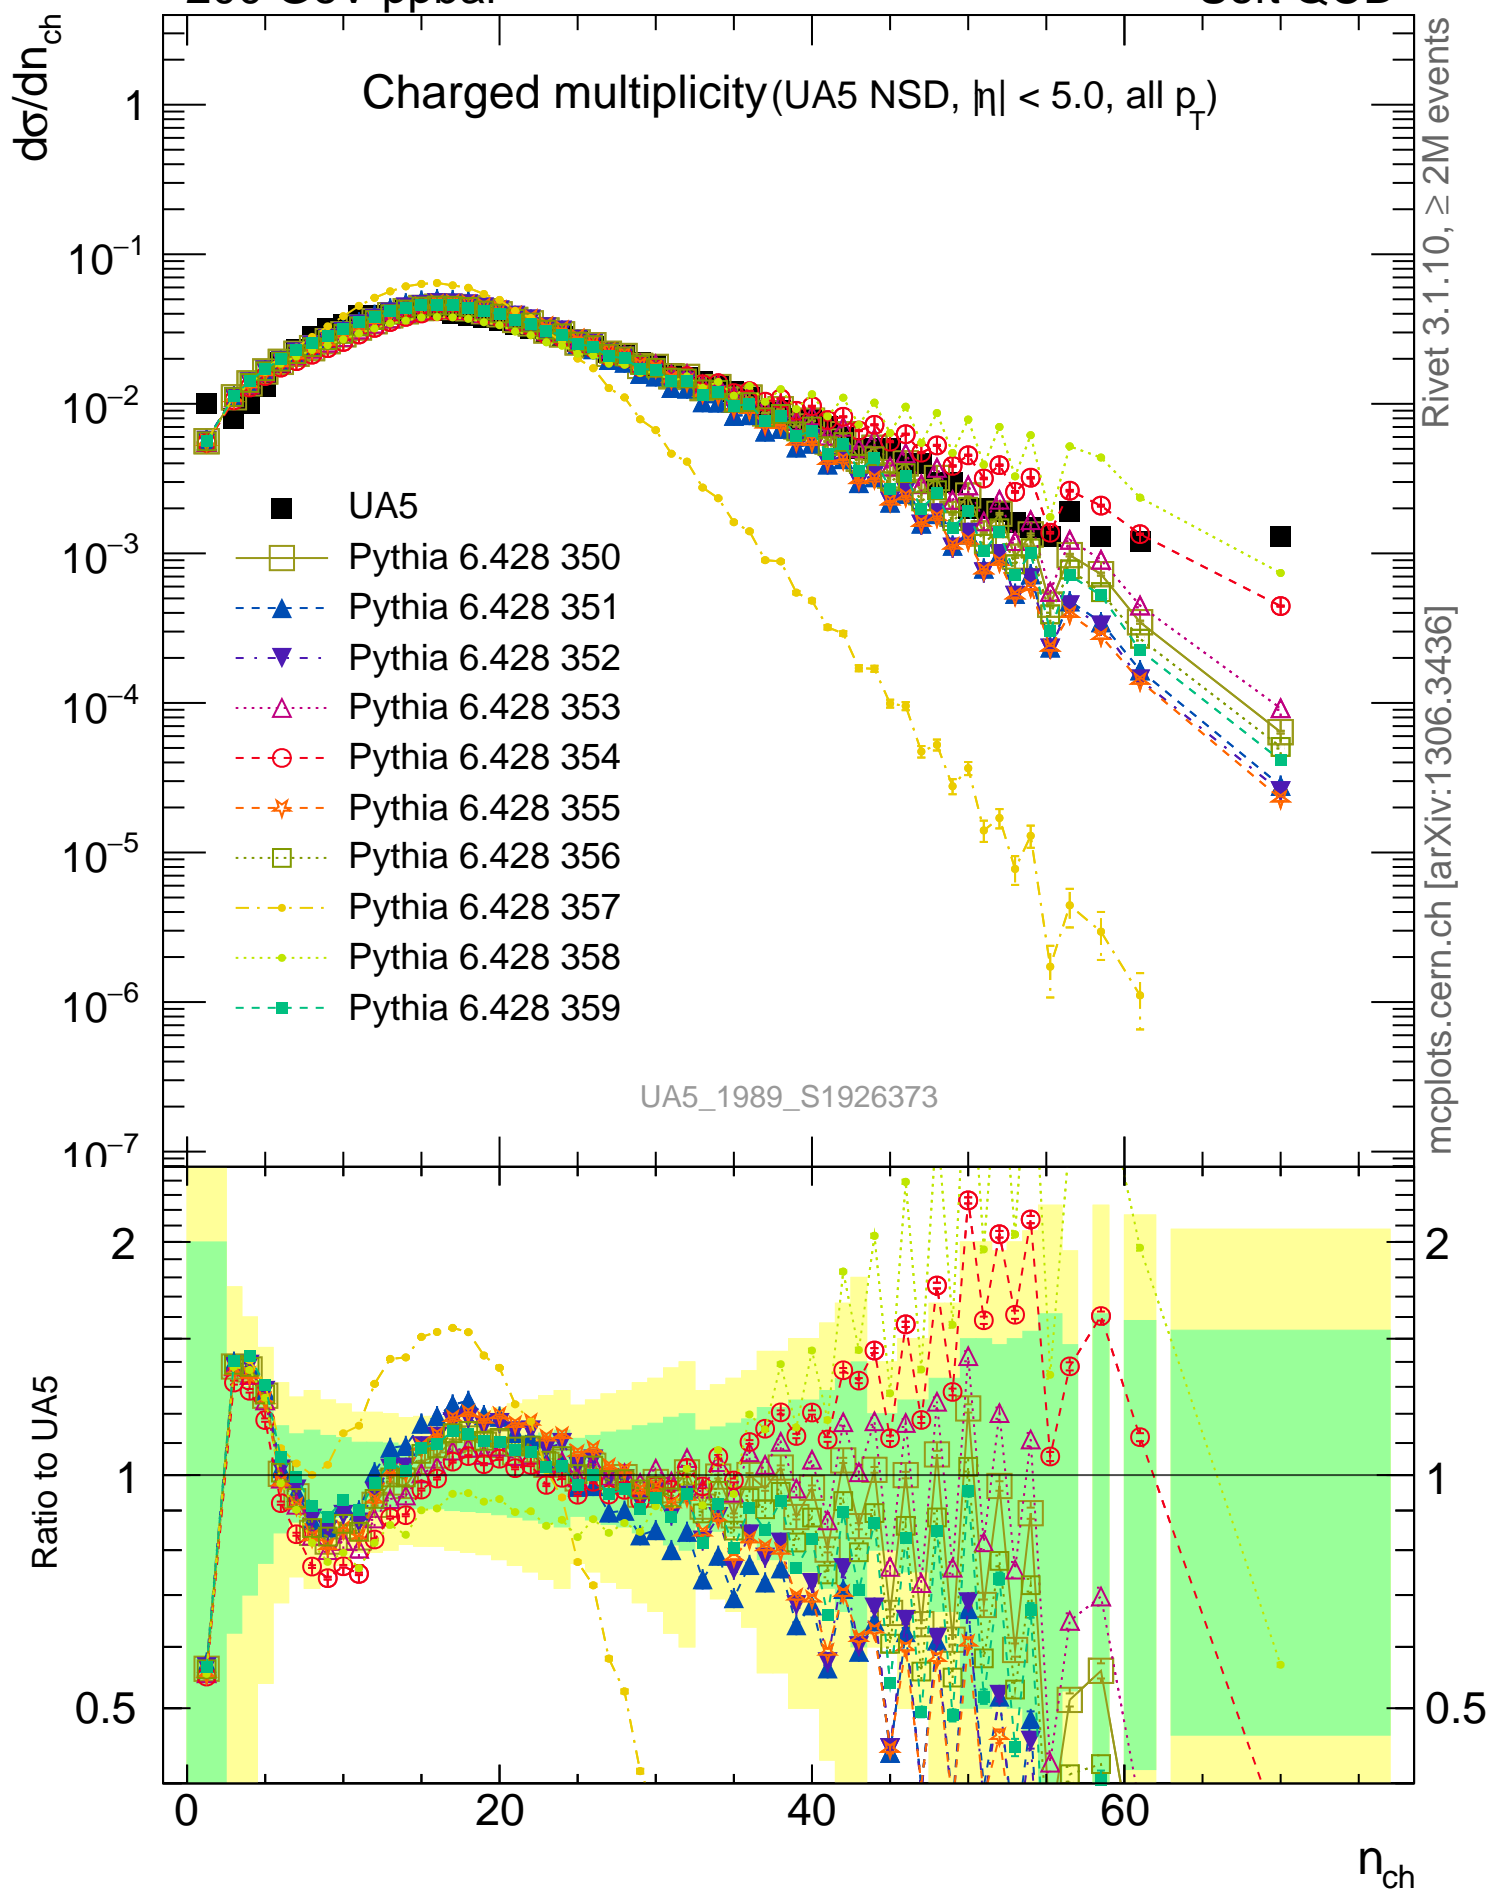 dσ/dn_ch
Charged multiplicity (UA5 NSD, |η| < 5.0, all p_T)
1
10^−1
10^−2
10^−3
10^−4
10^−5
10^−6
10^−7
UA5
Pythia 6.428 350
Pythia 6.428 351
Pythia 6.428 352
Pythia 6.428 353
Pythia 6.428 354
Pythia 6.428 355
Pythia 6.428 356
Pythia 6.428 357
Pythia 6.428 358
Pythia 6.428 359
UA5_1989_S1926373
Rivet 3.1.10, ≥ 2M events
mcplots.cern.ch [arXiv:1306.3436]
Ratio to UA5
2
1
0.5
2
1
0.5
0 20 40 60
n_ch